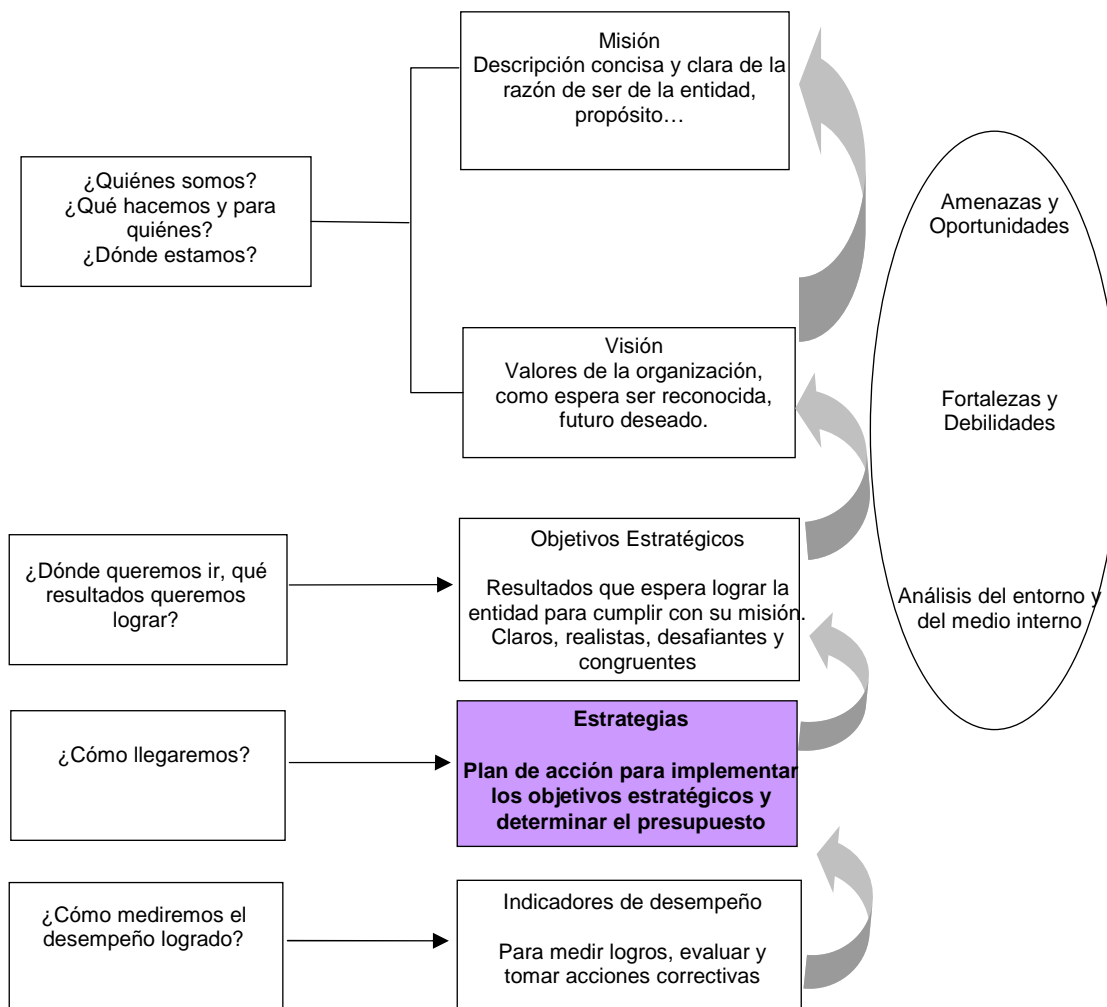 Misión
Descripción concisa y clara de la
razón de ser de la entidad,
propósito…
¿Quiénes somos?
¿Qué hacemos y para
quiénes?
¿Dónde estamos?
Amenazas y
Oportunidades
Visión
Valores de la organización,
como espera ser reconocida,
futuro deseado.
Fortalezas y
Debilidades
¿Dónde queremos ir, qué
resultados queremos
lograr?
Objetivos Estratégicos
Resultados que espera lograr la
entidad para cumplir con su misión.
Claros, realistas, desafiantes y
congruentes
Análisis del entorno y
del medio interno
¿Cómo llegaremos?
Estrategias
Plan de acción para implementar
los objetivos estratégicos y
determinar el presupuesto
¿Cómo mediremos el
desempeño logrado?
Indicadores de desempeño
Para medir logros, evaluar y
tomar acciones correctivas